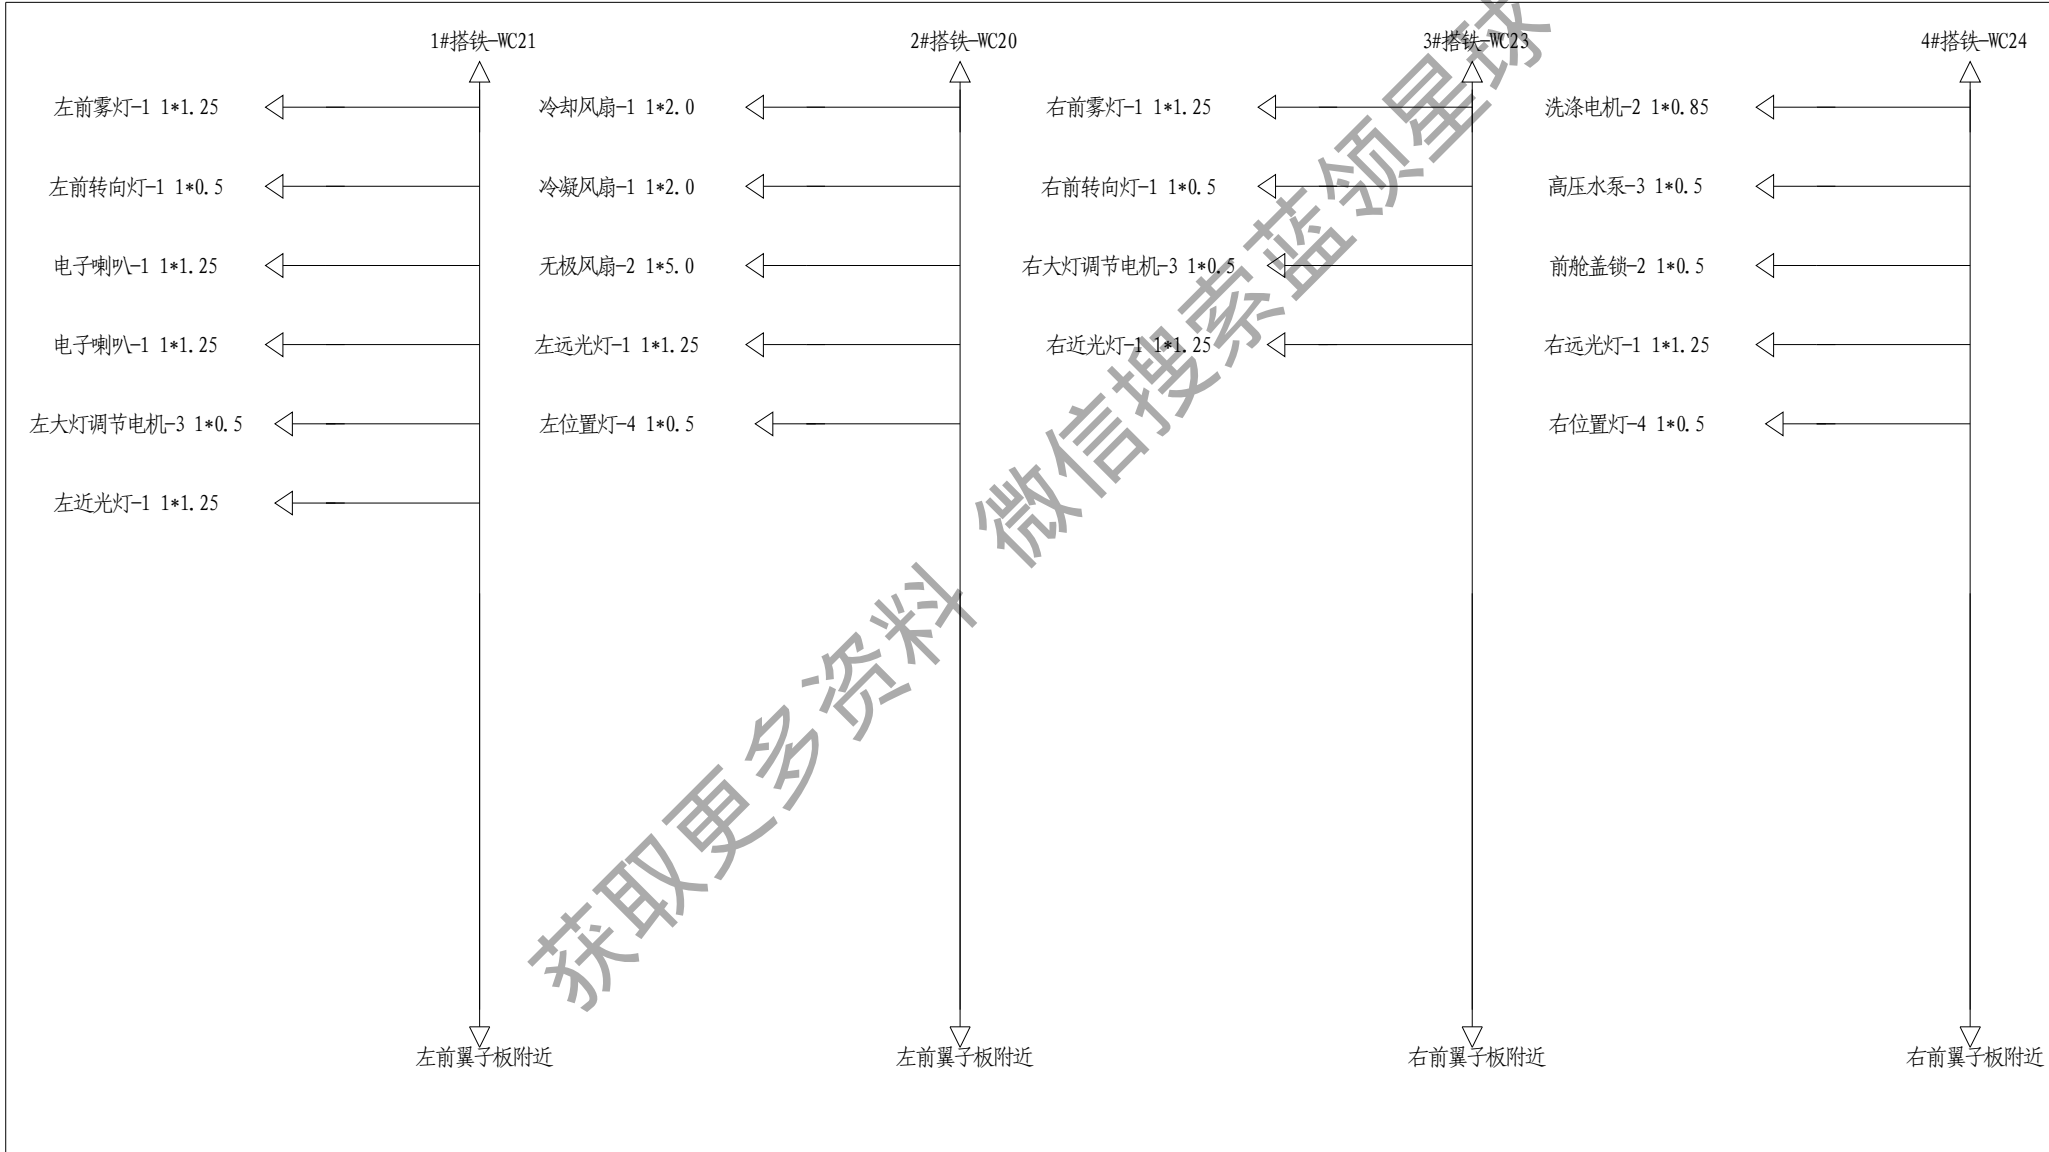 1#搭铁-WC21
左前雾灯-1 1*1.25
左前转向灯-1 1*0.5
电子喇叭-1 1*1.25
电子喇叭-1 1*1.25
左大灯调节电机-3 1*0.5
左近光灯-1 1*1.25
左前翼子板附近
2#搭铁-WC20
冷却风扇-1 1*2.0
冷凝风扇-1 1*2.0
无极风扇-2 1*5.0
左远光灯-1 1*1.25
左位置灯-4 1*0.5
左前翼子板附近
3#搭铁-WC23
右前雾灯-1 1*1.25
右前转向灯-1 1*0.5
右大灯调节电机-3 1*0.5
右近光灯-1 1*1.25
右前翼子板附近
4#搭铁-WC24
洗涤电机-2 1*0.85
高压水泵-3 1*0.5
前舱盖锁-2 1*0.5
右远光灯-1 1*1.25
右位置灯-4 1*0.5
右前翼子板附近
获取更多资料 微信搜索蓝领星球